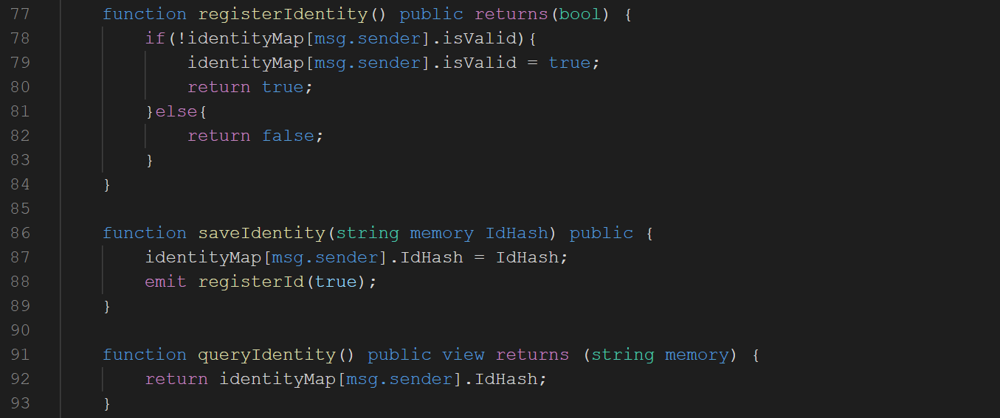 77 function registerIdentity() public returns(bool) {
78 if(!identityMap[msg.sender].isValid){
79 identityMap[msg.sender].isValid = true;
80 return true;
81 }else{
82 return false;
83 }
84 }
85
86 function saveIdentity(string memory IdHash) public {
87 identityMap[msg.sender].IdHash = IdHash;
88 emit registerId(true);
89 }
90
91 function queryIdentity() public view returns (string memory) {
92 return identityMap[msg.sender].IdHash;
93 }